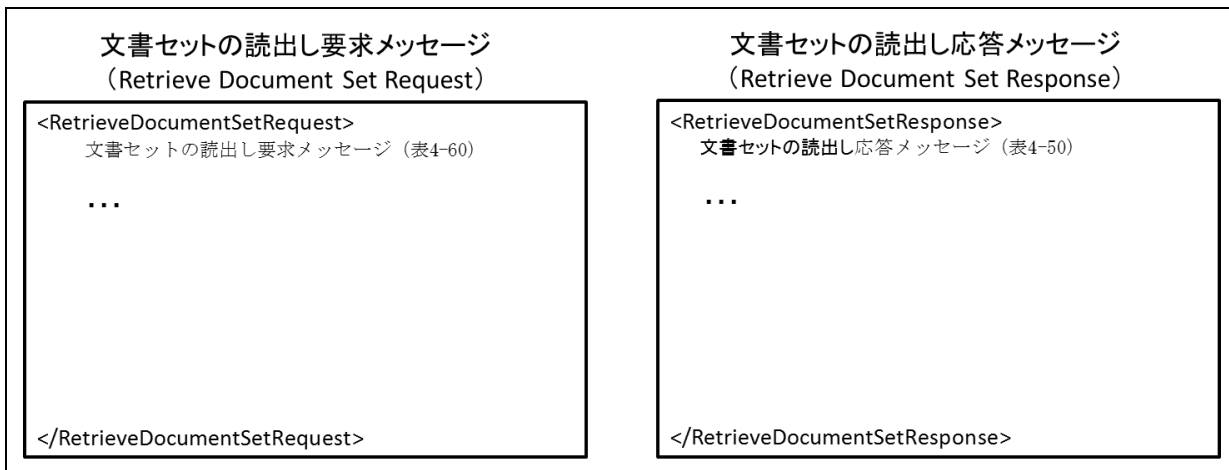 文書セットの読出し要求メッセージ
（Retrieve Document Set Request）
<RetrieveDocumentSetRequest>
文書セットの読出し要求メッセージ（表4-60）
...
</RetrieveDocumentSetRequest>
文書セットの読出し応答メッセージ
（Retrieve Document Set Response）
<RetrieveDocumentSetResponse>
文書セットの読出し応答メッセージ（表4-50）
...
</RetrieveDocumentSetResponse>